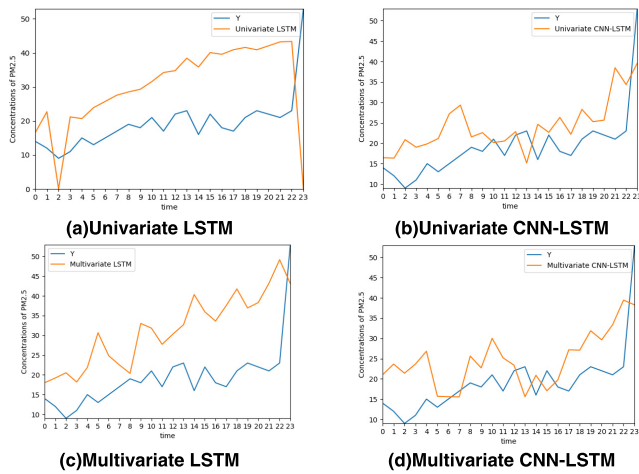 Y
Univariate LSTM
Concentrations of PM2.5
50
40
30
20
10
0
0 1 2 3 4 5 6 7 8 9 10 11 12 13 14 15 16 17 18 19 20 21 22 23
time
(a)Univariate LSTM
Y
Univariate CNN-LSTM
Concentrations of PM2.5
50
45
40
35
30
25
20
15
10
0 1 2 3 4 5 6 7 8 9 10 11 12 13 14 15 16 17 18 19 20 21 22 23
time
(b)Univariate CNN-LSTM
Y
Multivariate LSTM
Concentrations of PM2.5
50
45
40
35
30
25
20
15
10
0 1 2 3 4 5 6 7 8 9 10 11 12 13 14 15 16 17 18 19 20 21 22 23
time
(c)Multivariate LSTM
Y
Multivariate CNN-LSTM
Concentrations of PM2.5
50
45
40
35
30
25
20
15
10
0 1 2 3 4 5 6 7 8 9 10 11 12 13 14 15 16 17 18 19 20 21 22 23
time
(d)Multivariate CNN-LSTM